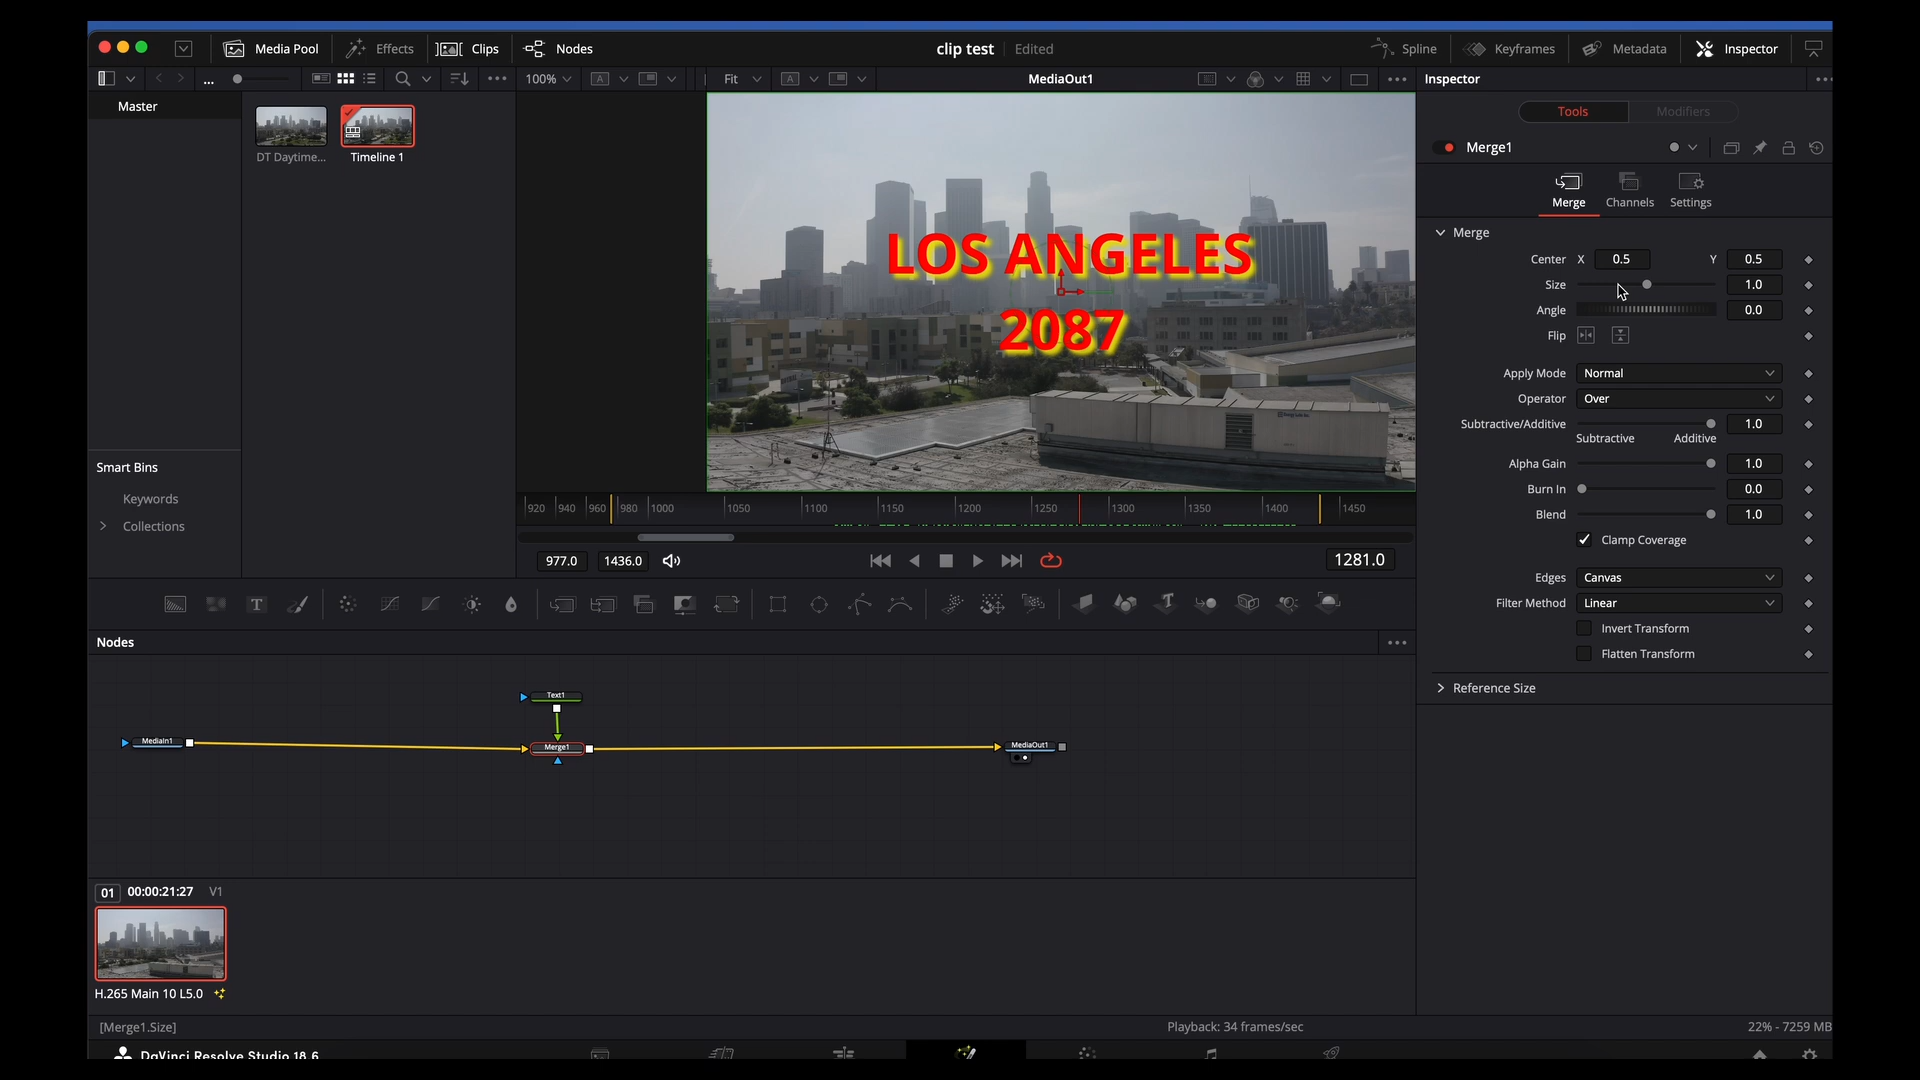 Media Pool
Effects
Clips
Nodes
clip test
Edited
Spline
Keyframes
Metadata
Inspector
100%
A
Fit
A
MediaOut1
Inspector
Master
DT Daytime...
Timeline 1
LOS ANGELES
2087
Tools
Modifiers
Merge1
Merge
Channels
Settings
Merge
Center X 0.5 Y 0.5
Size 1.0
Angle 0.0
Flip
Apply Mode Normal
Operator Over
Subtractive/Additive 1.0
Subtractive Additive
Alpha Gain 1.0
Burn In 0.0
Blend 1.0
Clamp Coverage
Edges Canvas
Filter Method Linear
Invert Transform
Flatten Transform
Reference Size
Smart Bins
Keywords
Collections
920 940 960 980 1000 1050 1100 1150 1200 1250 1300 1350 1400 1450
977.0 1436.0 1281.0
T
T
Nodes
Text1
MediaIn1
Merge1
MediaOut1
01 00:00:21:27 V1
H.265 Main 10 L5.0
[Merge1.Size]
Playback: 34 frames/sec
22% - 7259 MB
DaVinci Resolve Studio 18.6